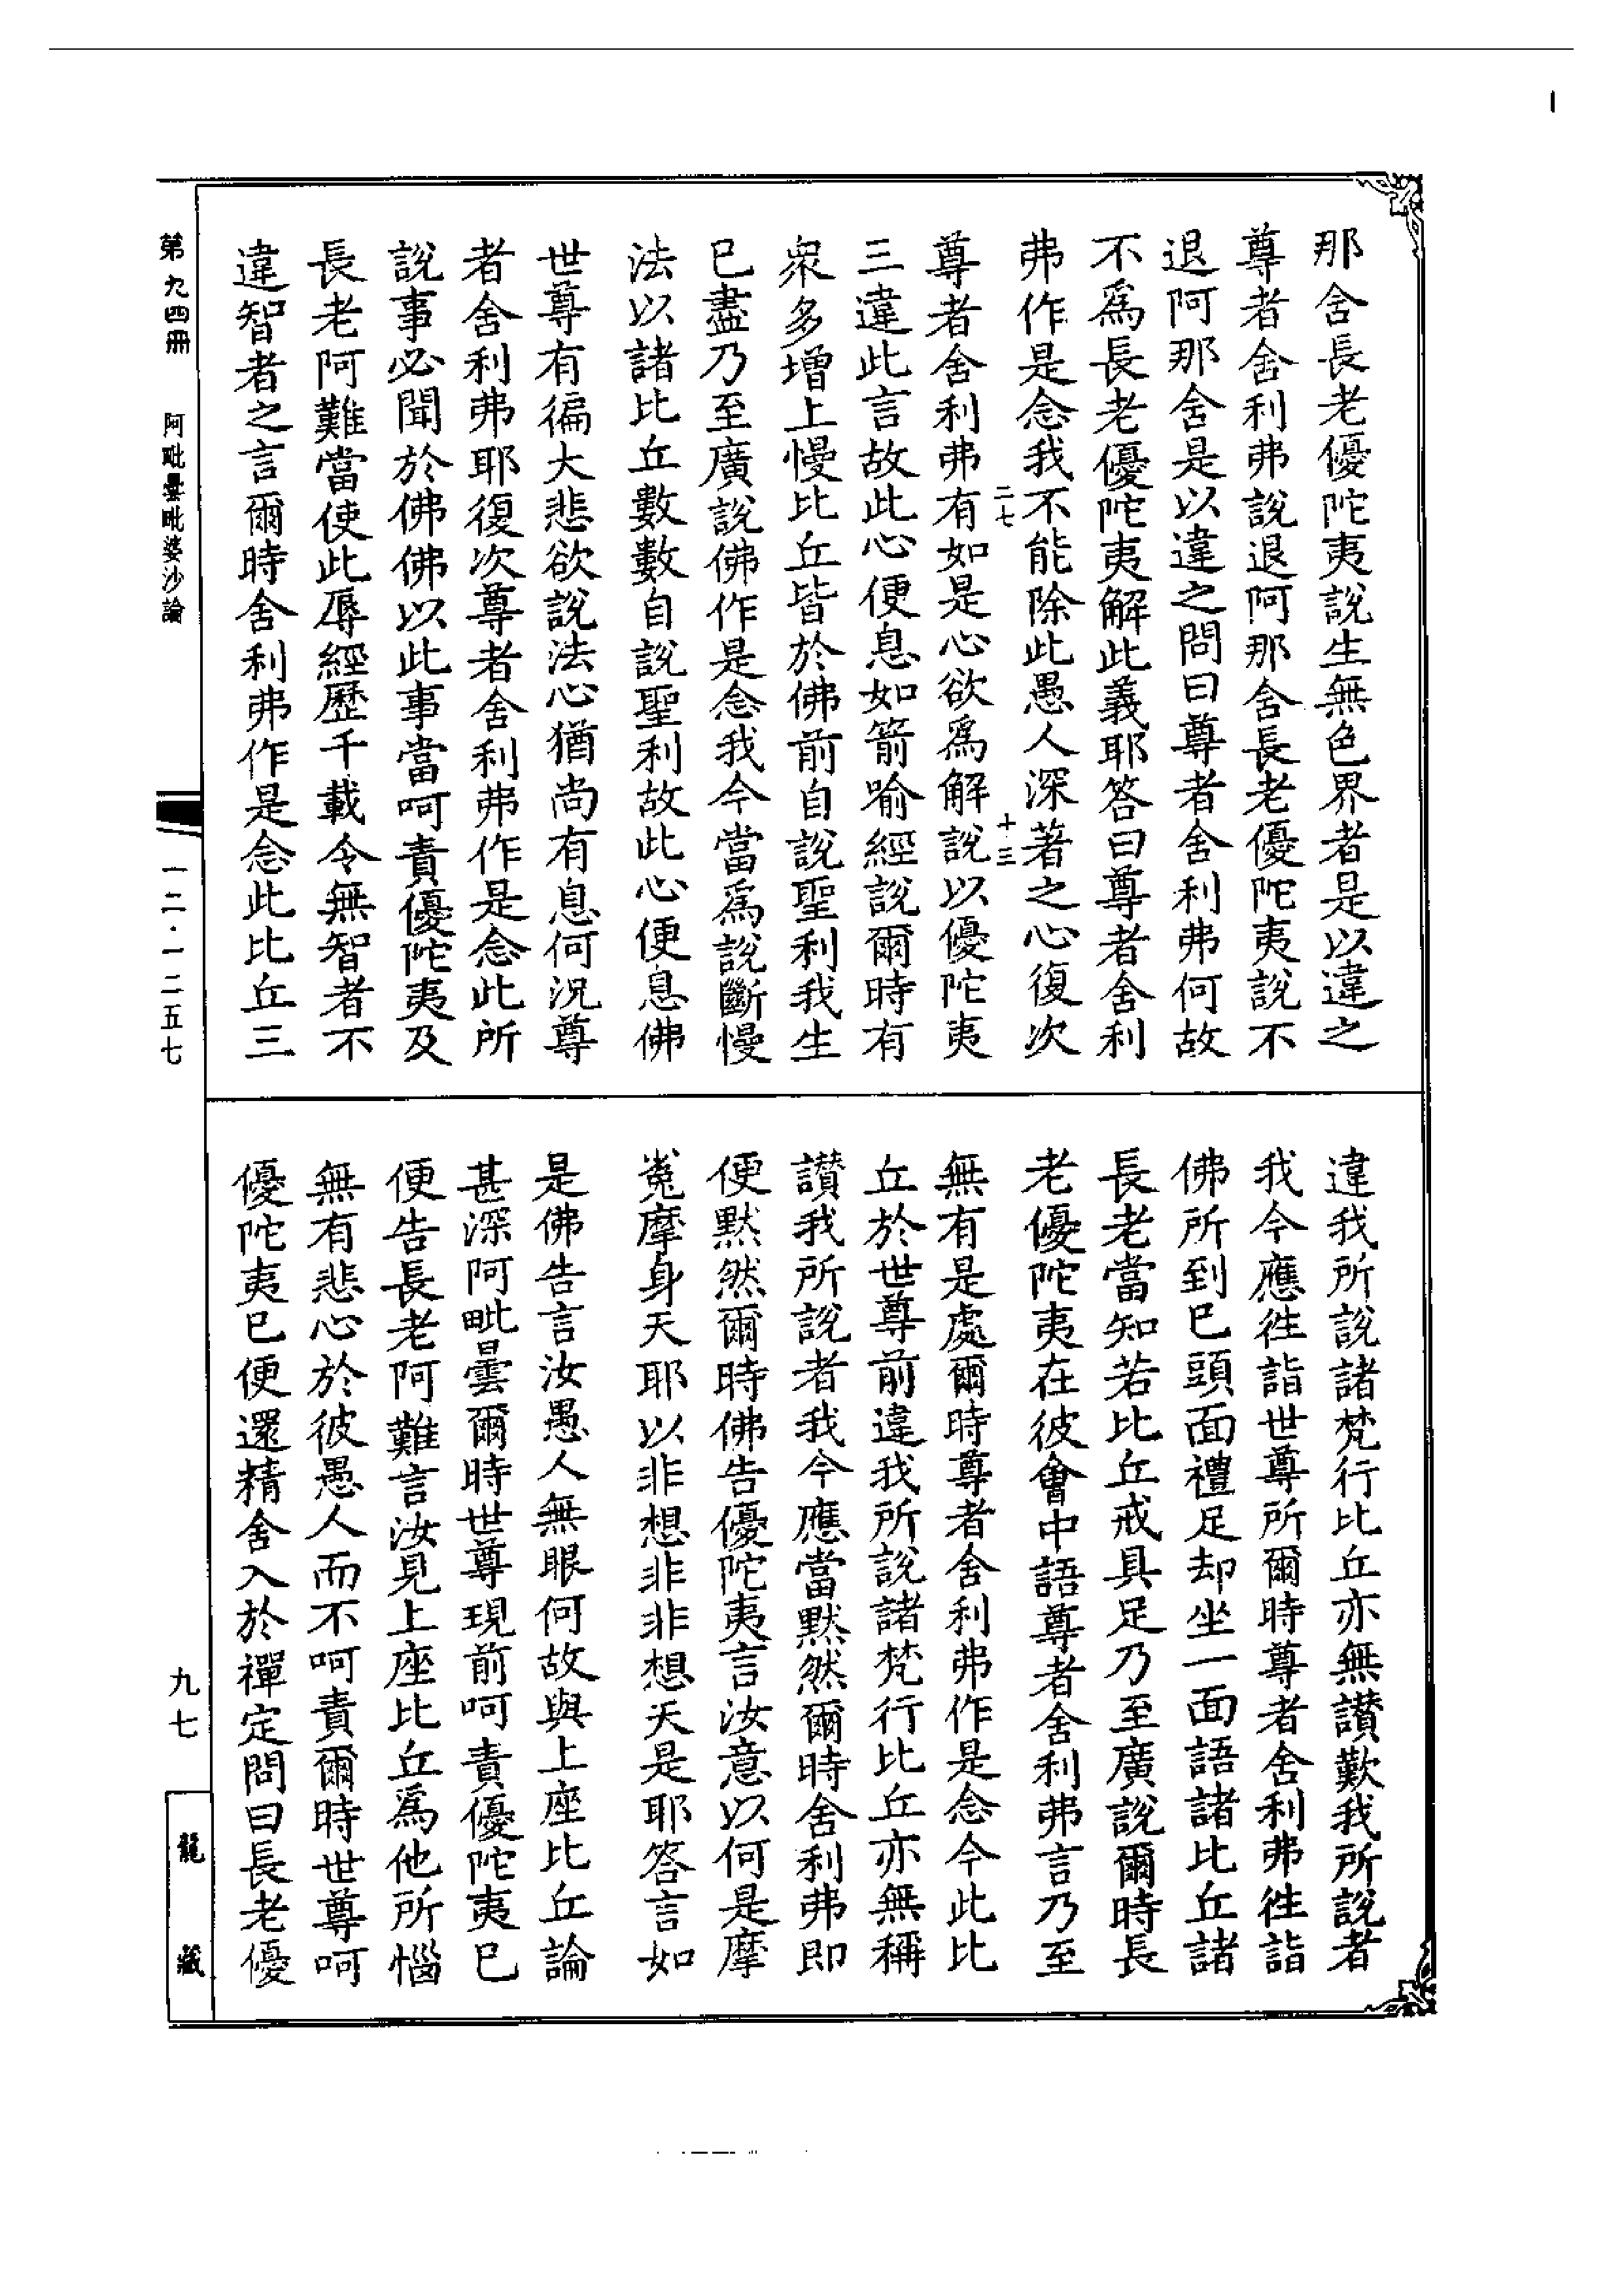 那舍長老優陀夷說生無色界者是以違之
尊者舍利弗說退阿那舍長老優陀夷說不
退阿那舍是以違之問曰尊者舍利弗何故
不爲長老優陀夷解此義耶答曰尊者舍利
弗作是念我不能除此愚人深著之心復次
二七 十三
尊者舍利弗有如是心欲爲解說以優陀夷
三違此言故此心便息如箭喻經說爾時有
衆多增上慢比丘皆於佛前自說聖利我生
已盡乃至廣說佛作是念我今當爲說斷慢
法以諸比丘數數自說聖利故此心便息佛
世尊有徧大悲欲說法心猶尚有息何況尊
者舍利弗耶復次尊者舍利弗作是念此所
說事必聞於佛佛以此事當呵責優陀夷及
長老阿難當使此辱經歷千載令無智者不
違智者之言爾時舍利弗作是念此比丘三
違我所說諸梵行比丘亦無讃歎我所說者
我今應徃詣世尊所爾時尊者舍利弗徃詣
佛所到已頭面禮足却坐一面語諸比丘諸
長老當知若比丘戒具足乃至廣說爾時長
老優陀夷在彼會中語尊者舍利弗言乃至
無有是處爾時尊者舍利弗作是念今此比
丘於世尊前違我所說諸梵行比丘亦無稱
讃我所說者我今應當默然爾時舍利弗即
便默然爾時佛告優陀夷言汝意以何是摩
㝹摩身天耶以非想非非想天是耶答言如
是佛告言汝愚人無眼何故與上座比丘論
甚深阿毗曇爾時世尊現前呵責優陀夷已
便告長老阿難言汝見上座比丘爲他所惱
無有悲心於彼愚人而不呵責爾時世尊呵
優陀夷已便還精舍入於禪定問曰長老優
第九四冊 阿毗曇毗婆沙論
一二·一二五七
九七
龍藏